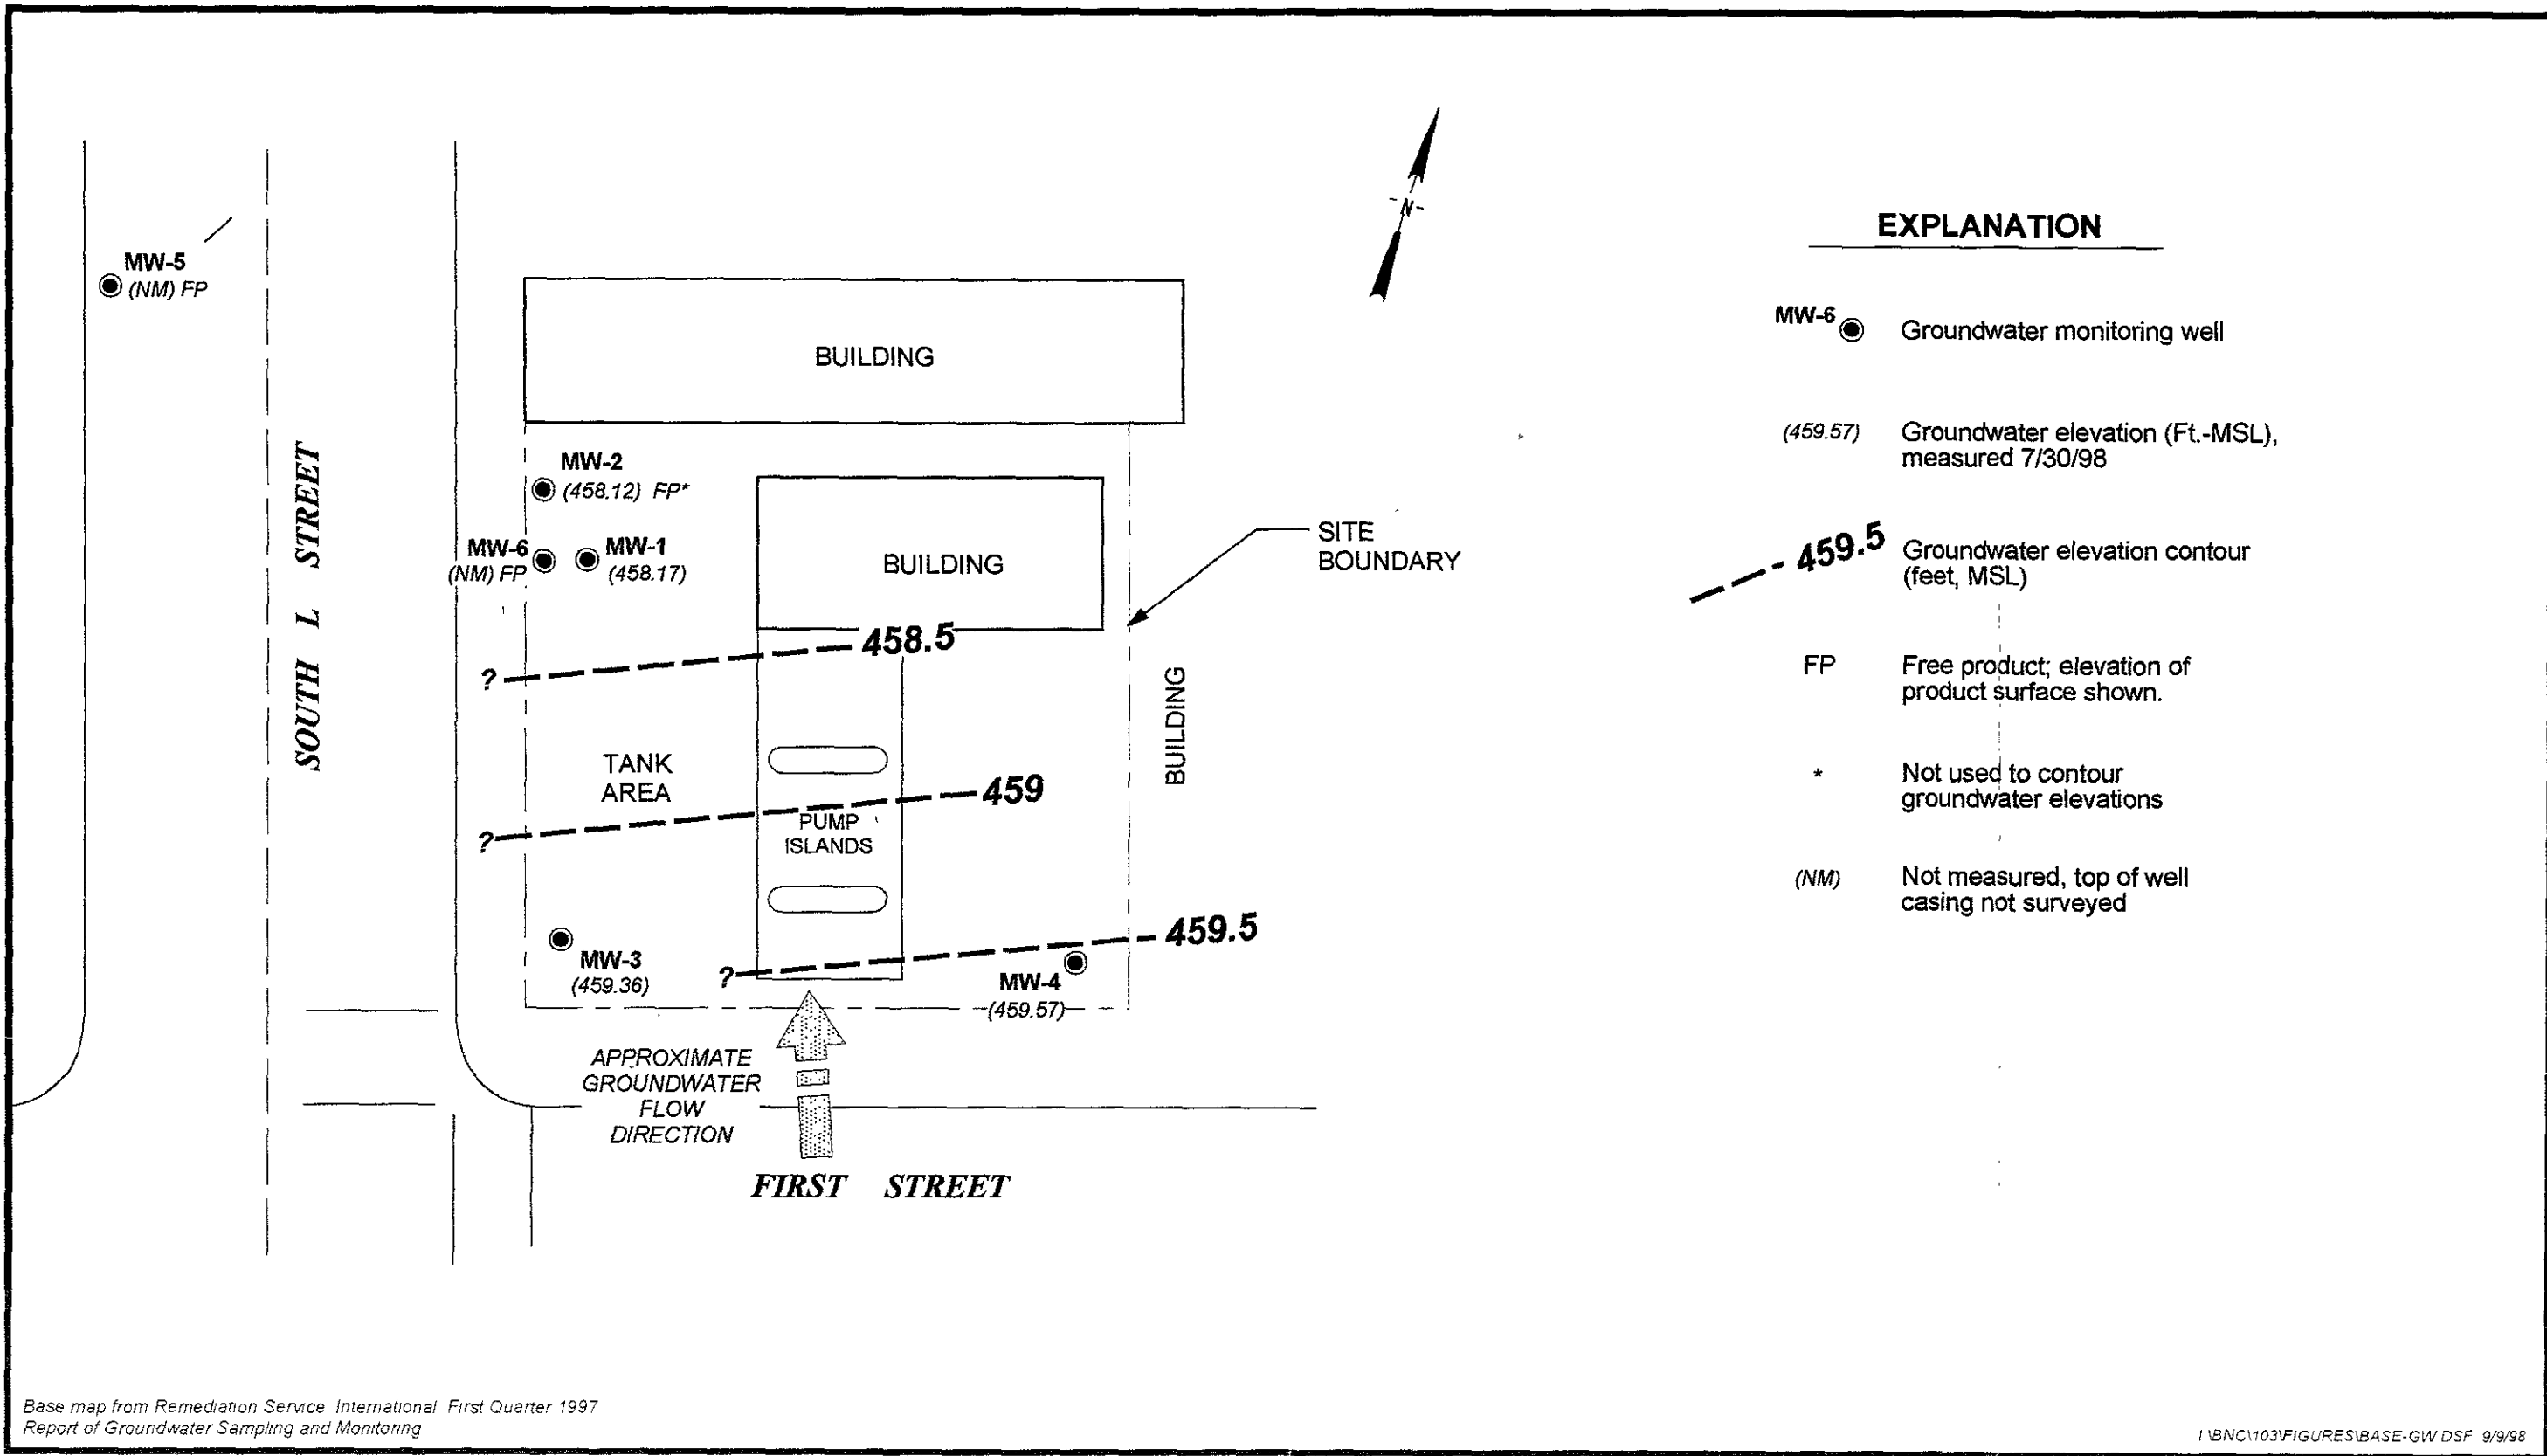 MW-5
(NM) FP
-N-
BUILDING
MW-2
(458.12) FP*
MW-6
(NM) FP
MW-1
(458.17)
BUILDING
SITE
BOUNDARY
SOUTH L STREET
? 458.5
TANK
AREA
? 459
PUMP
ISLANDS
BUILDING
MW-3
(459.36)
? 459.5
MW-4
(459.57)
APPROXIMATE
GROUNDWATER
FLOW
DIRECTION
FIRST STREET
EXPLANATION
MW-6 Groundwater monitoring well
(459.57) Groundwater elevation (Ft.-MSL),
measured 7/30/98
459.5 Groundwater elevation contour
(feet, MSL)
FP Free product; elevation of
product surface shown.
* Not used to contour
groundwater elevations
(NM) Not measured, top of well
casing not surveyed
Base map from Remediation Service International First Quarter 1997
Report of Groundwater Sampling and Monitoring
I \BNC\103\FIGURES\BASE-GW DSF 9/9/98